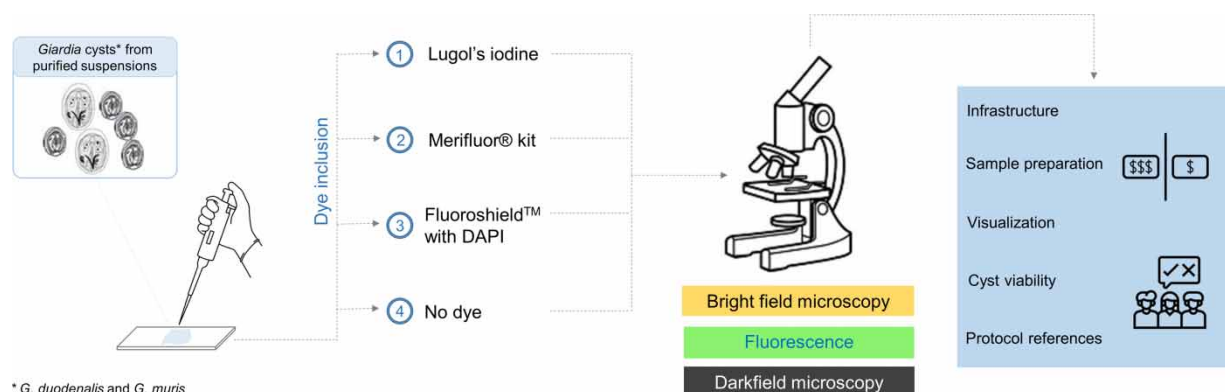 Giardia cysts* from
purified suspensions
Dye inclusion
1 Lugol's iodine
2 Merifluor® kit
3 Fluoroshield™
with DAPI
4 No dye
Bright field microscopy
Fluorescence
Darkfield microscopy
Infrastructure
Sample preparation
$$$ $
Visualization
Cyst viability
Protocol references
* G. duodenalis and G. muris